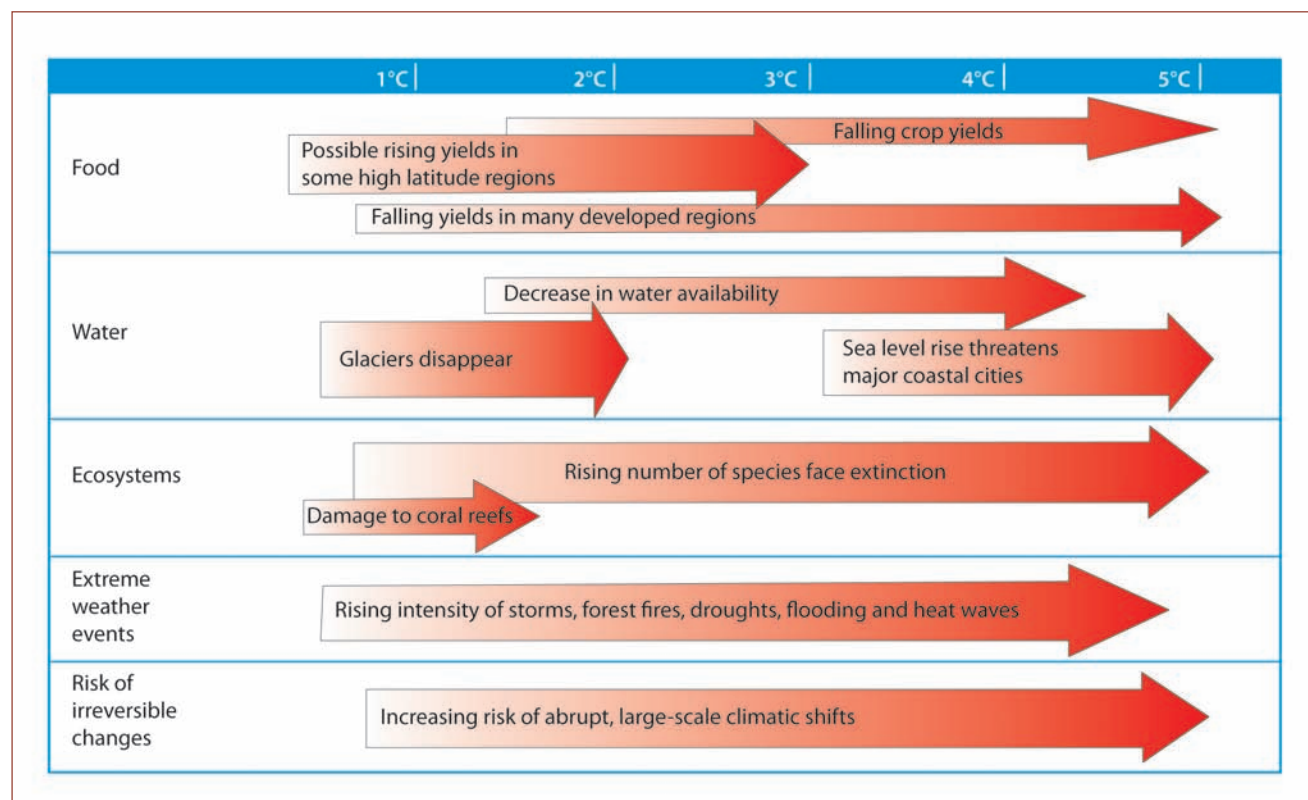 1°C 2°C 3°C 4°C 5°C
Food
Falling crop yields
Possible rising yields in
some high latitude regions
Falling yields in many developed regions
Water
Decrease in water availability
Glaciers disappear
Sea level rise threatens
major coastal cities
Ecosystems
Rising number of species face extinction
Damage to coral reefs
Extreme
weather
events
Rising intensity of storms, forest fires, droughts, flooding and heat waves
Risk of
irreversible
changes
Increasing risk of abrupt, large-scale climatic shifts